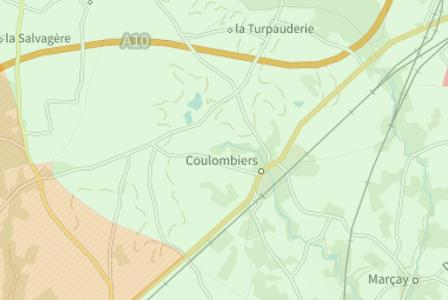 la Turpauderie
la Salvagère
A10
Coulombiers
Marçay